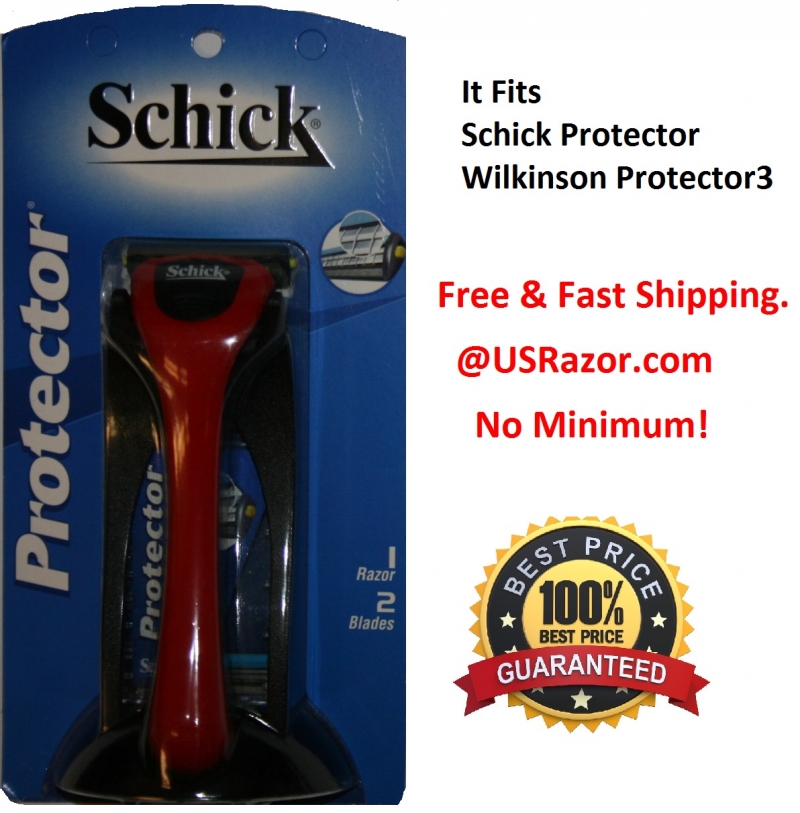 Schick®
Protector®
Schick®
Protector
1
Razor
2
Blades
It Fits
Schick Protector
Wilkinson Protector3
Free & Fast Shipping.
@USRazor.com
No Minimum!
BEST PRICE
100%
BEST PRICE
GUARANTEED